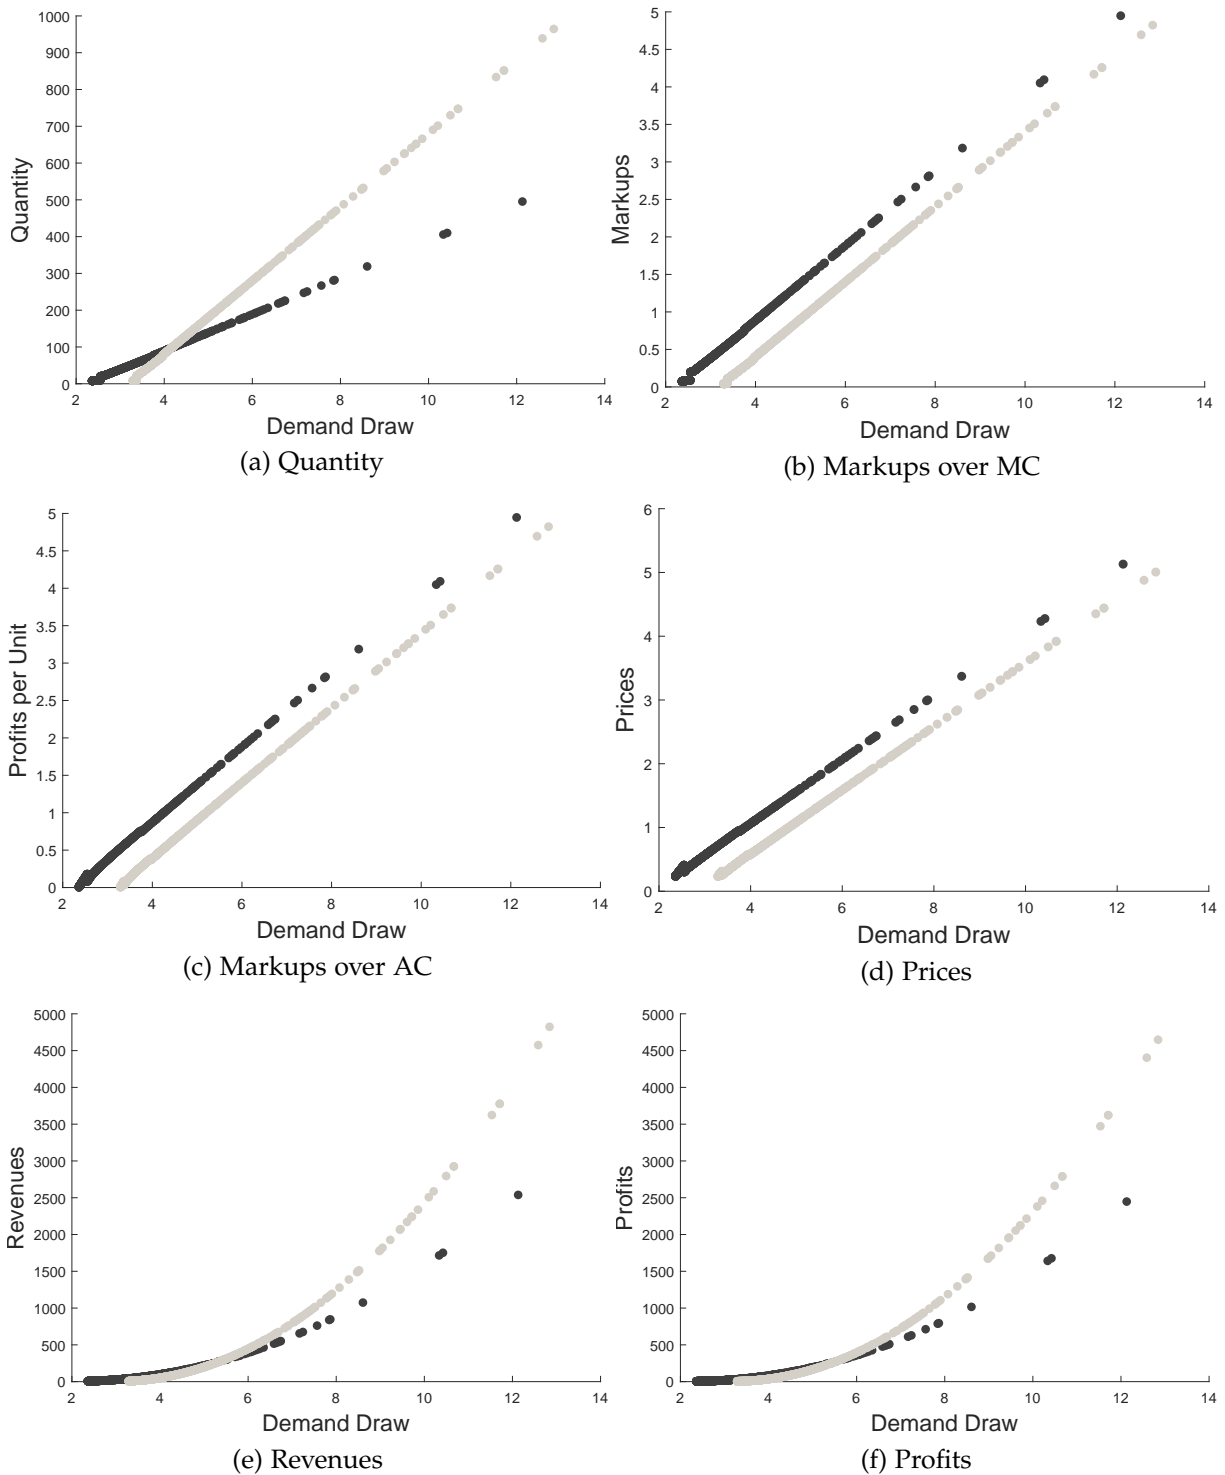 1000
900
800
700
600
500
400
300
200
100
0
Quantity
2 4 6 8 10 12 14
Demand Draw
(a) Quantity
5
4.5
4
3.5
3
2.5
2
1.5
1
0.5
0
Markups
2 4 6 8 10 12 14
Demand Draw
(b) Markups over MC
5
4.5
4
3.5
3
2.5
2
1.5
1
0.5
0
Profits per Unit
2 4 6 8 10 12 14
Demand Draw
(c) Markups over AC
6
5
4
3
2
1
0
Prices
2 4 6 8 10 12 14
Demand Draw
(d) Prices
5000
4500
4000
3500
3000
2500
2000
1500
1000
500
0
Revenues
2 4 6 8 10 12 14
Demand Draw
(e) Revenues
5000
4500
4000
3500
3000
2500
2000
1500
1000
500
0
Profits
2 4 6 8 10 12 14
Demand Draw
(f) Profits